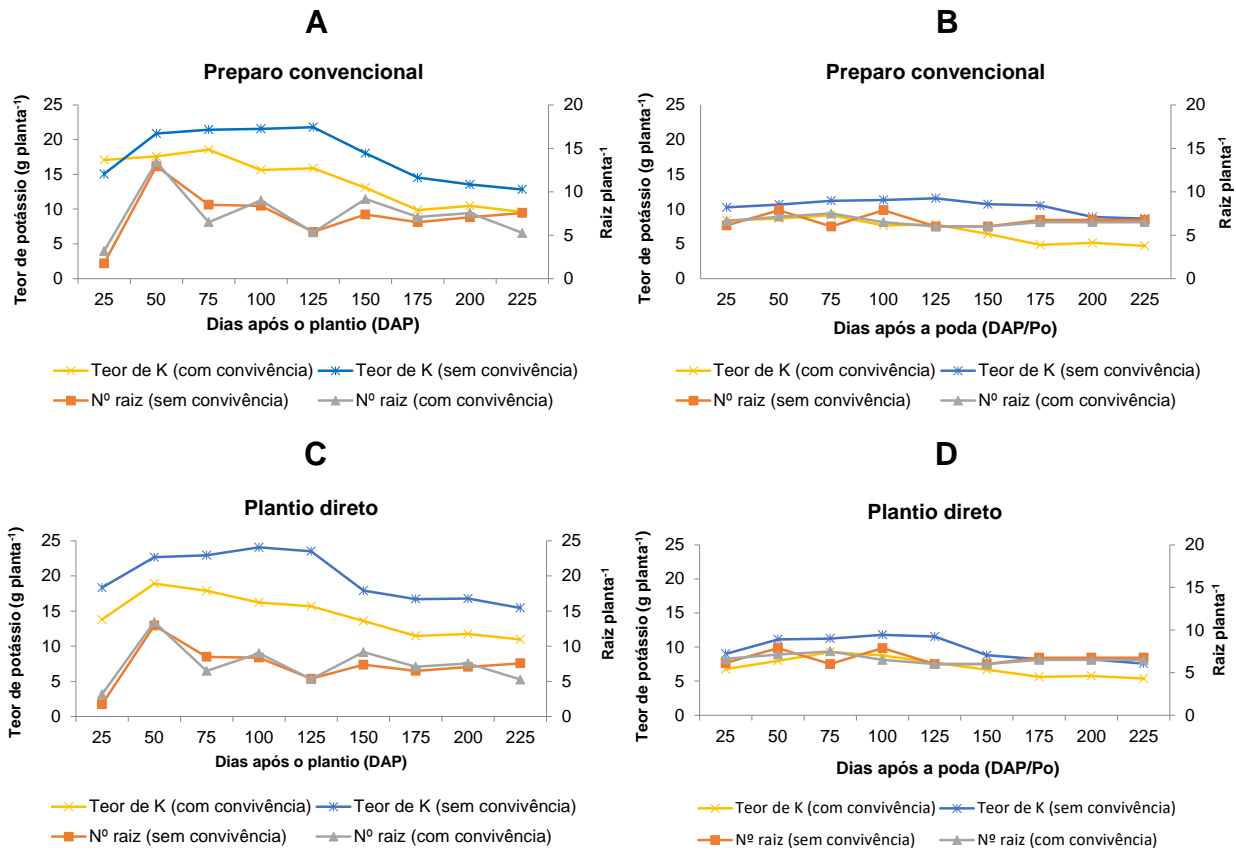 A
Preparo convencional
Teor de potássio (g planta-1)
25
20
15
10
5
0
20
15
10
5
0
Raiz planta-1
25 50 75 100 125 150 175 200 225
Dias após o plantio (DAP)
Teor de K (com convivência)
Teor de K (sem convivência)
Nº raiz (sem convivência)
Nº raiz (com convivência)
B
Preparo convencional
Teor de potássio (g planta-1)
25
20
15
10
5
0
20
15
10
5
0
Raiz planta-1
25 50 75 100 125 150 175 200 225
Dias após a poda (DAP/Po)
Teor de K (com convivência)
Teor de K (sem convivência)
Nº raiz (sem convivência)
Nº raiz (com convivência)
C
Plantio direto
Teor de potássio (g planta-1)
25
20
15
10
5
0
25
20
15
10
5
0
Raiz planta-1
25 50 75 100 125 150 175 200 225
Dias após o plantio (DAP)
Teor de K (com convivência)
Teor de K (sem convivência)
Nº raiz (sem convivência)
Nº raiz (com convivência)
D
Plantio direto
Teor de potássio (g planta-1)
25
20
15
10
5
0
20
15
10
5
0
Raiz planta-1
25 50 75 100 125 150 175 200 225
Dias após a poda (DAP/Po)
Teor de K (com convivência)
Teor de K (sem convivência)
Nº raiz (sem convivência)
Nº raiz (com convivência)